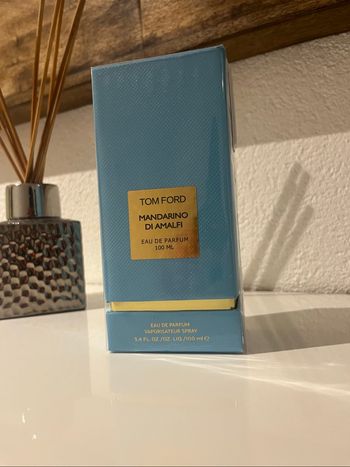 TOM FORD
MANDARINO
DI AMALFI
EAU DE PARFUM
100 ML
EAU DE PARFUM
VAPORISATEUR SPRAY
3.4 FL.OZ./OZ. LIQ./100 ml ℮